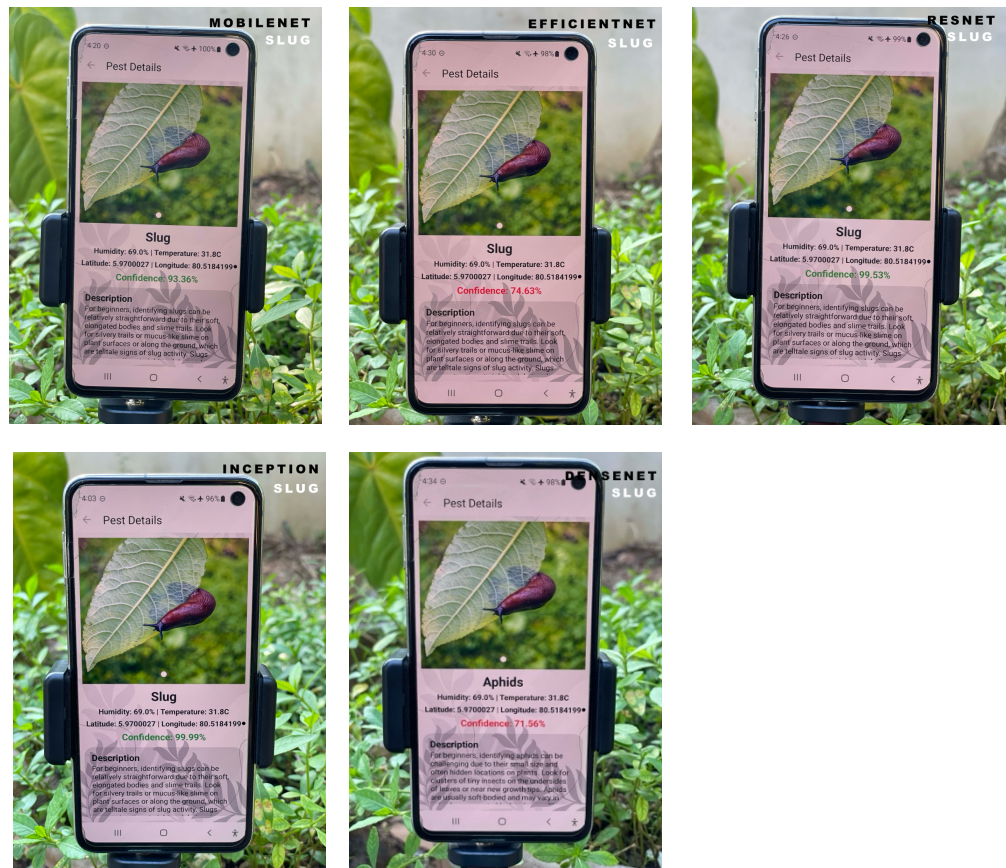 MOBILENET
SLUG
4:20
100%
Pest Details
Slug
Humidity: 69.0% | Temperature: 31.8C
Latitude: 5.9700027 | Longitude: 80.5184199
Confidence: 93.36%
Description
For beginners, identifying slugs can be
relatively straightforward due to their soft,
elongated bodies and slime trails. Look
for silvery trails or mucus-like slime on
plant surfaces or along the ground, which
are telltale signs of slug activity. Slugs
EFFICIENTNET
SLUG
4:30
98%
Pest Details
Slug
Humidity: 69.0% | Temperature: 31.8C
Latitude: 5.9700027 | Longitude: 80.5184199
Confidence: 74.63%
Description
For beginners, identifying slugs can be
relatively straightforward due to their soft,
elongated bodies and slime trails. Look
for silvery trails or mucus-like slime on
plant surfaces or along the ground, which
are telltale signs of slug activity. Slugs
RESNET
SLUG
4:26
99%
Pest Details
Slug
Humidity: 69.0% | Temperature: 31.8C
Latitude: 5.9700027 | Longitude: 80.5184199
Confidence: 99.53%
Description
For beginners, identifying slugs can be
relatively straightforward due to their soft,
elongated bodies and slime trails. Look
for silvery trails or mucus-like slime on
plant surfaces or along the ground, which
are telltale signs of slug activity. Slugs
INCEPTION
SLUG
4:03
96%
Pest Details
Slug
Humidity: 69.0% | Temperature: 31.8C
Latitude: 5.9700027 | Longitude: 80.5184199
Confidence: 99.99%
Description
For beginners, identifying slugs can be
relatively straightforward due to their soft,
elongated bodies and slime trails. Look
for silvery trails or mucus-like slime on
plant surfaces or along the ground, which
are telltale signs of slug activity. Slugs
DENSENET
SLUG
4:34
98%
Pest Details
Aphids
Humidity: 69.0% | Temperature: 31.8C
Latitude: 5.9700027 | Longitude: 80.5184199
Confidence: 71.56%
Description
For beginners, identifying aphids can be
challenging due to their small size and
often hidden locations on plants. Look for
clusters of tiny insects on the undersides
of leaves or near new growth tips. Aphids
are usually soft-bodied and may vary in